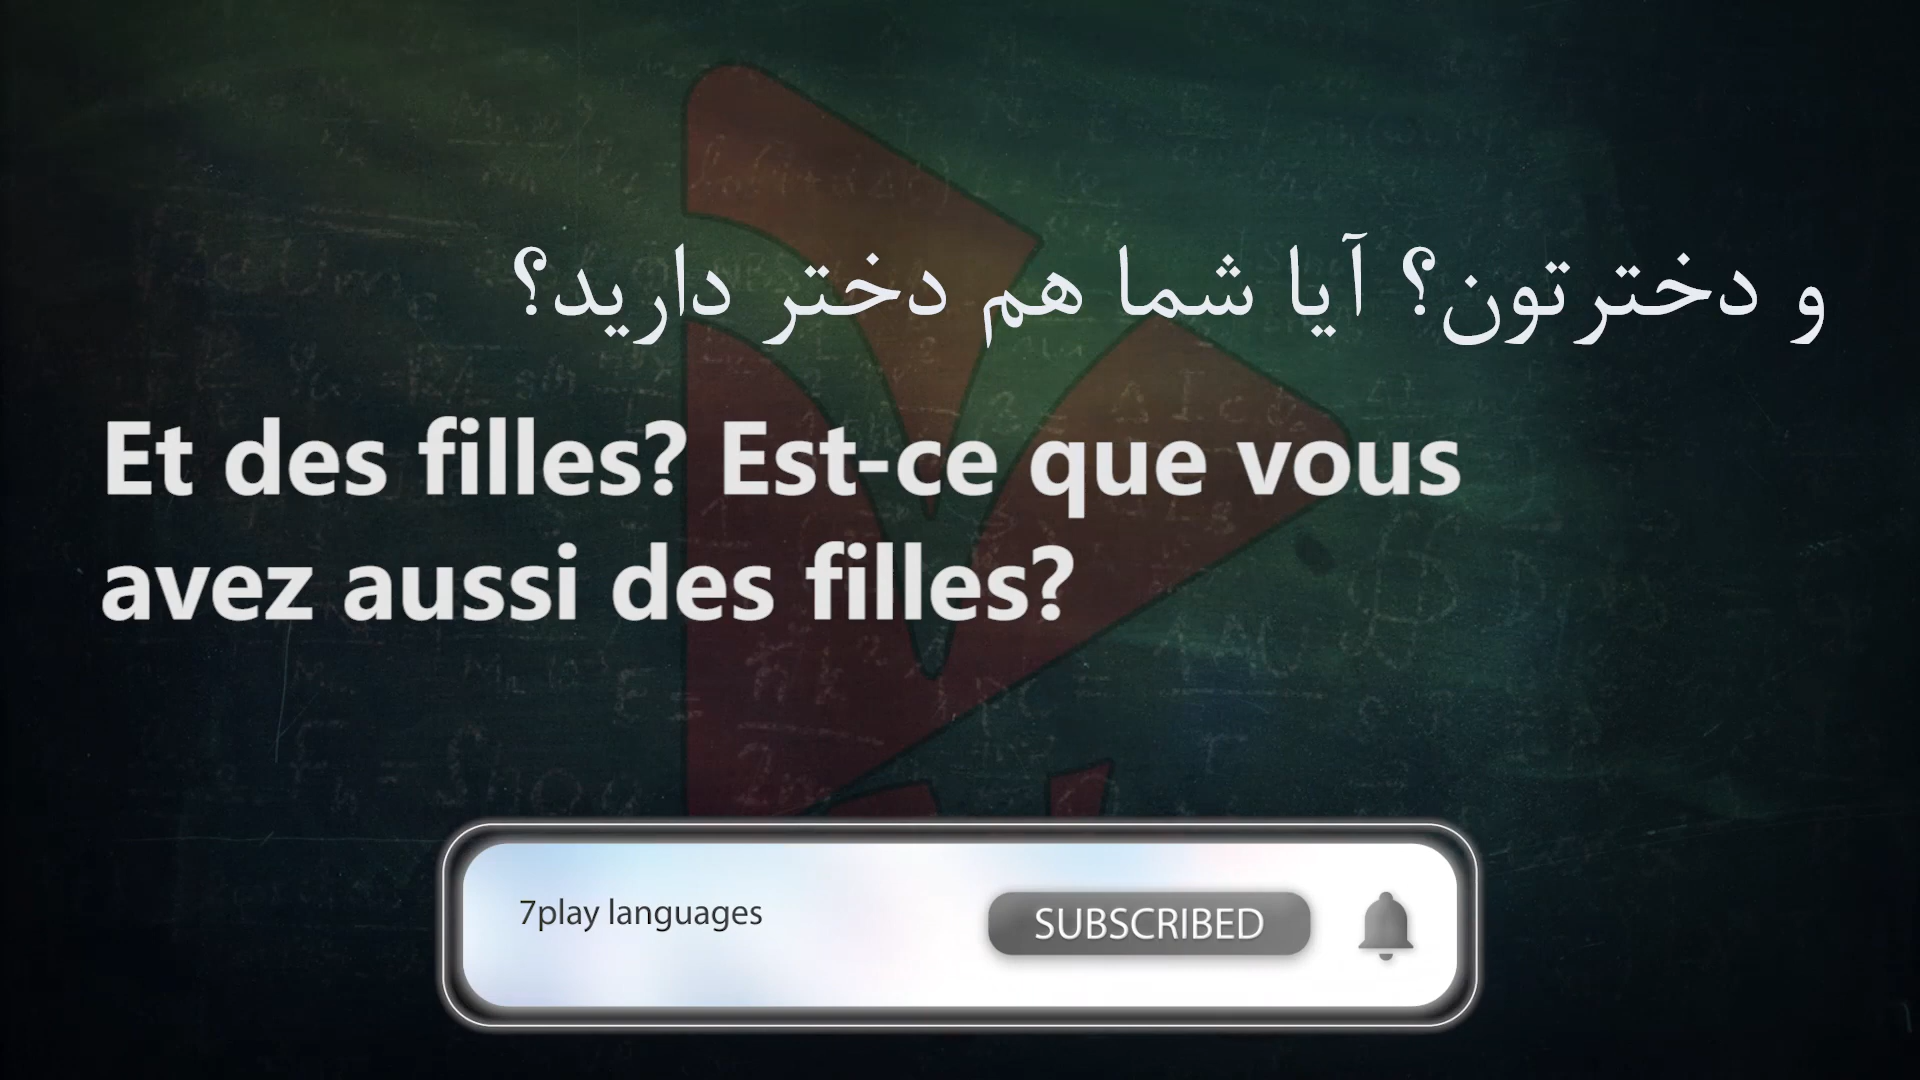 و دخترتون؟ آیا شما هم دختر دارید؟
Et des filles? Est-ce que vous
avez aussi des filles?
7play languages
SUBSCRIBED